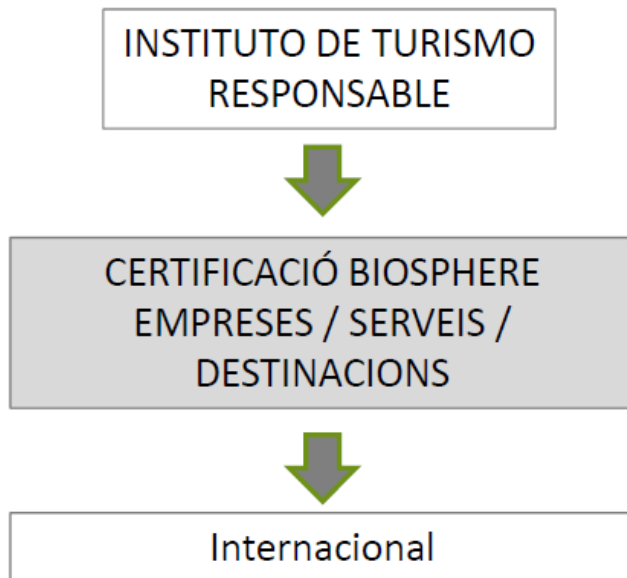 INSTITUTO DE TURISMO
RESPONSABLE
CERTIFICACIÓ BIOSPHERE
EMPRESES / SERVEIS /
DESTINACIONS
Internacional